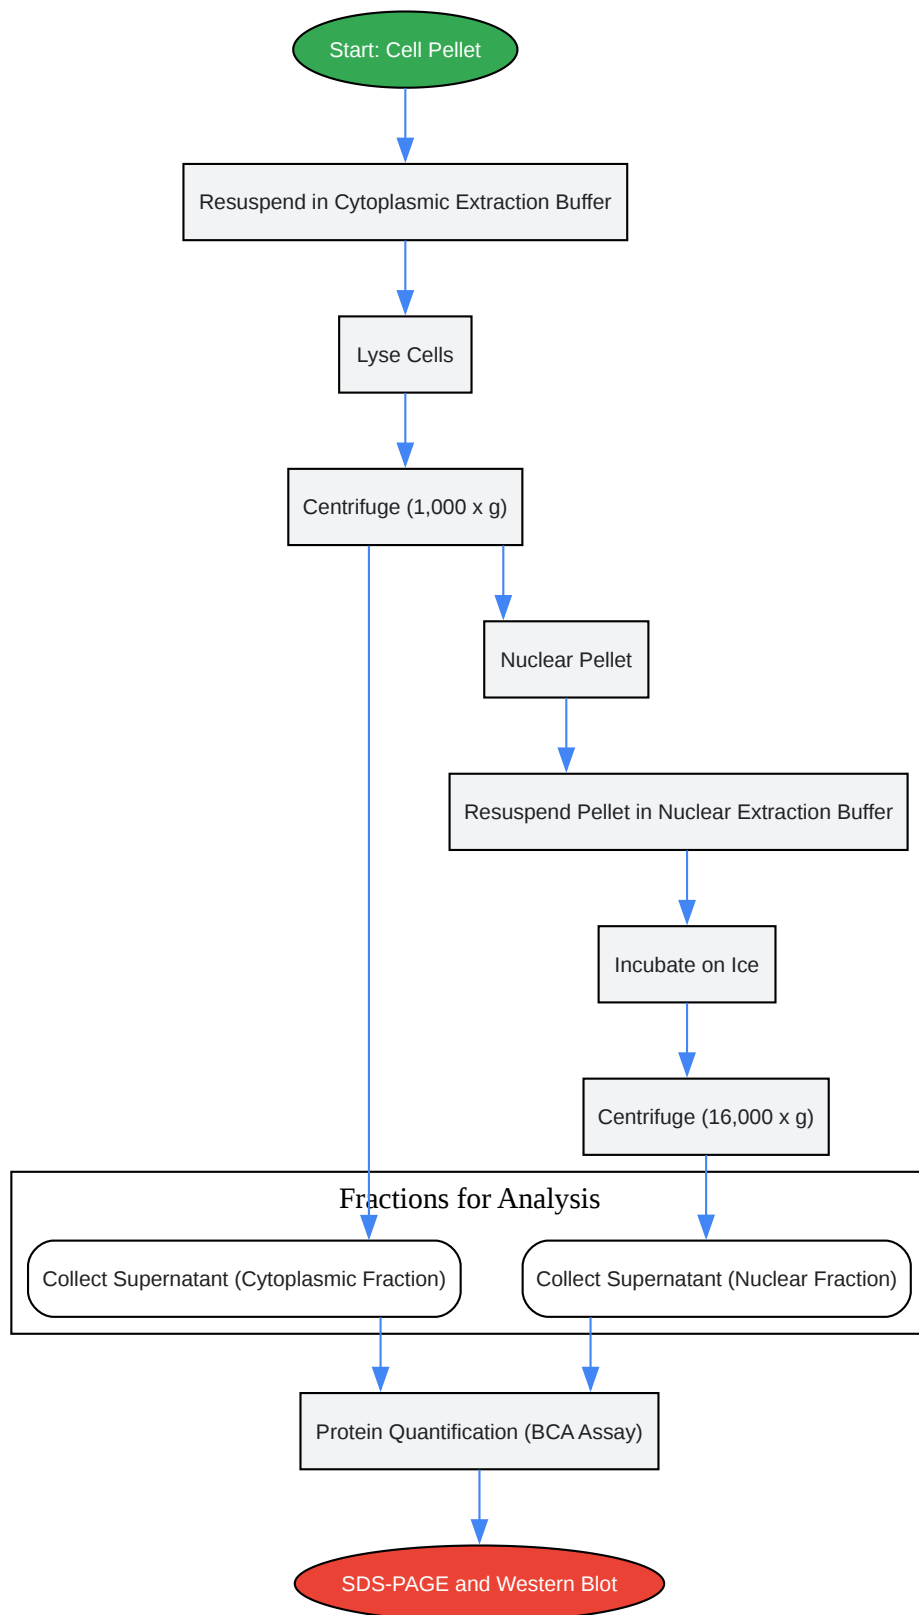 Start: Cell Pellet
Resuspend in Cytoplasmic Extraction Buffer
Lyse Cells
Centrifuge (1,000 x g)
Nuclear Pellet
Resuspend Pellet in Nuclear Extraction Buffer
Incubate on Ice
Centrifuge (16,000 x g)
Fractions for Analysis
Collect Supernatant (Cytoplasmic Fraction)
Collect Supernatant (Nuclear Fraction)
Protein Quantification (BCA Assay)
SDS-PAGE and Western Blot